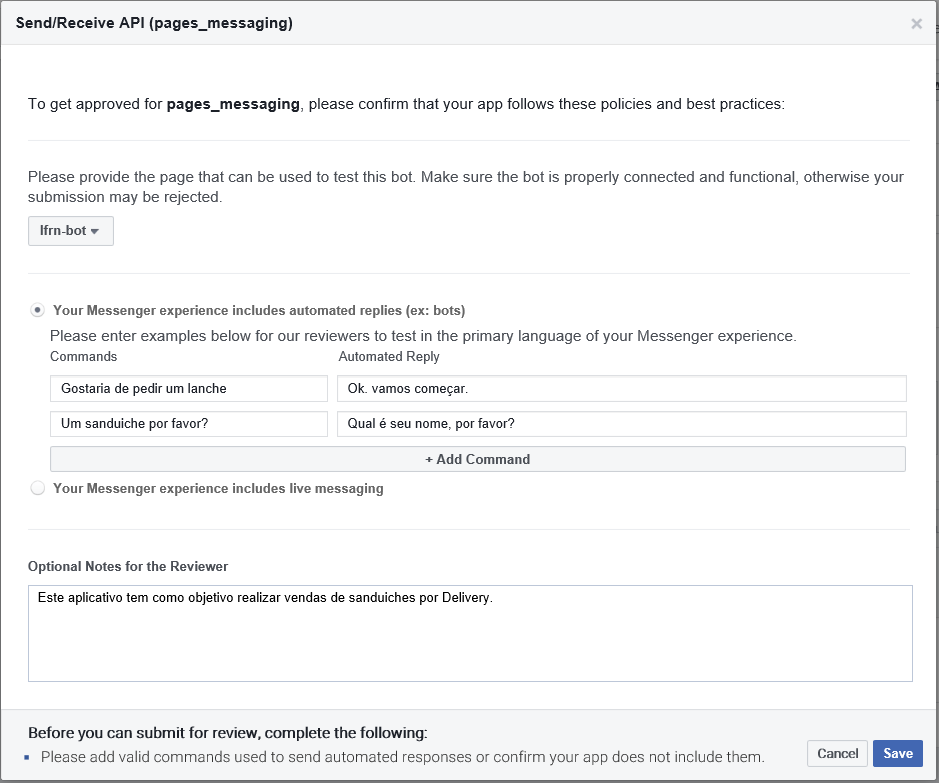 Send/Receive API (pages_messaging)
×
To get approved for pages_messaging, please confirm that your app follows these policies and best practices:
Please provide the page that can be used to test this bot. Make sure the bot is properly connected and functional, otherwise your
submission may be rejected.
Ifrn-bot
Your Messenger experience includes automated replies (ex: bots)
Please enter examples below for our reviewers to test in the primary language of your Messenger experience.
Commands Automated Reply
Gostaria de pedir um lanche Ok. vamos começar.
Um sanduiche por favor? Qual é seu nome, por favor?
+ Add Command
Your Messenger experience includes live messaging
Optional Notes for the Reviewer
Este aplicativo tem como objetivo realizar vendas de sanduiches por Delivery.
Before you can submit for review, complete the following:
Please add valid commands used to send automated responses or confirm your app does not include them.
Cancel Save